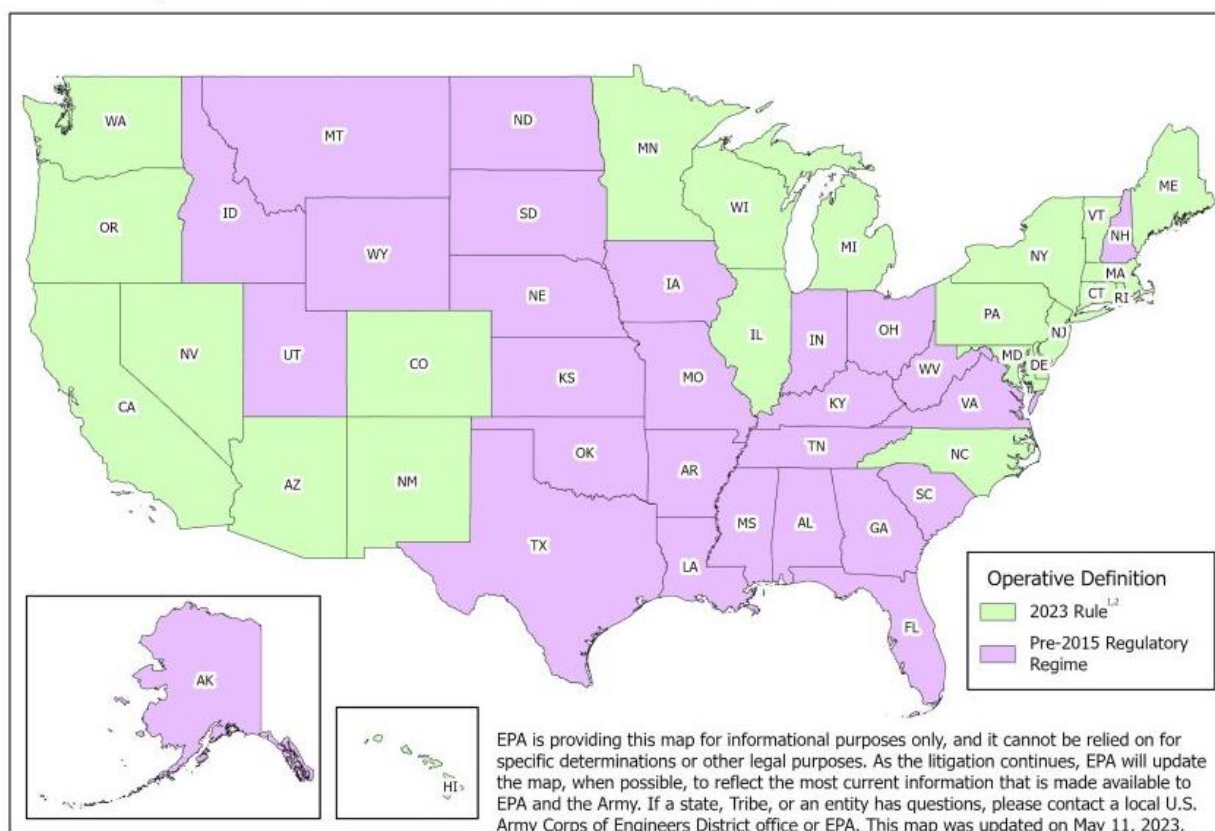 WA
MT
ND
MN
ME
OR
ID
SD
WI
VT
NH
WY
MI
NY
MA
IA
CT
RI
NE
PA
NV
UT
IL
IN
OH
NJ
CO
MD
DE
WV
KS
MO
VA
CA
KY
TN
NC
OK
AZ
NM
AR
SC
MS
AL
GA
TX
LA
FL
Operative Definition
2023 Rule1,2
Pre-2015 Regulatory
Regime
AK
HI
EPA is providing this map for informational purposes only, and it cannot be relied on for
specific determinations or other legal purposes. As the litigation continues, EPA will update
the map, when possible, to reflect the most current information that is made available to
EPA and the Army. If a state, Tribe, or an entity has questions, please contact a local U.S.
Army Corps of Engineers District office or EPA. This map was updated on May 11, 2023.